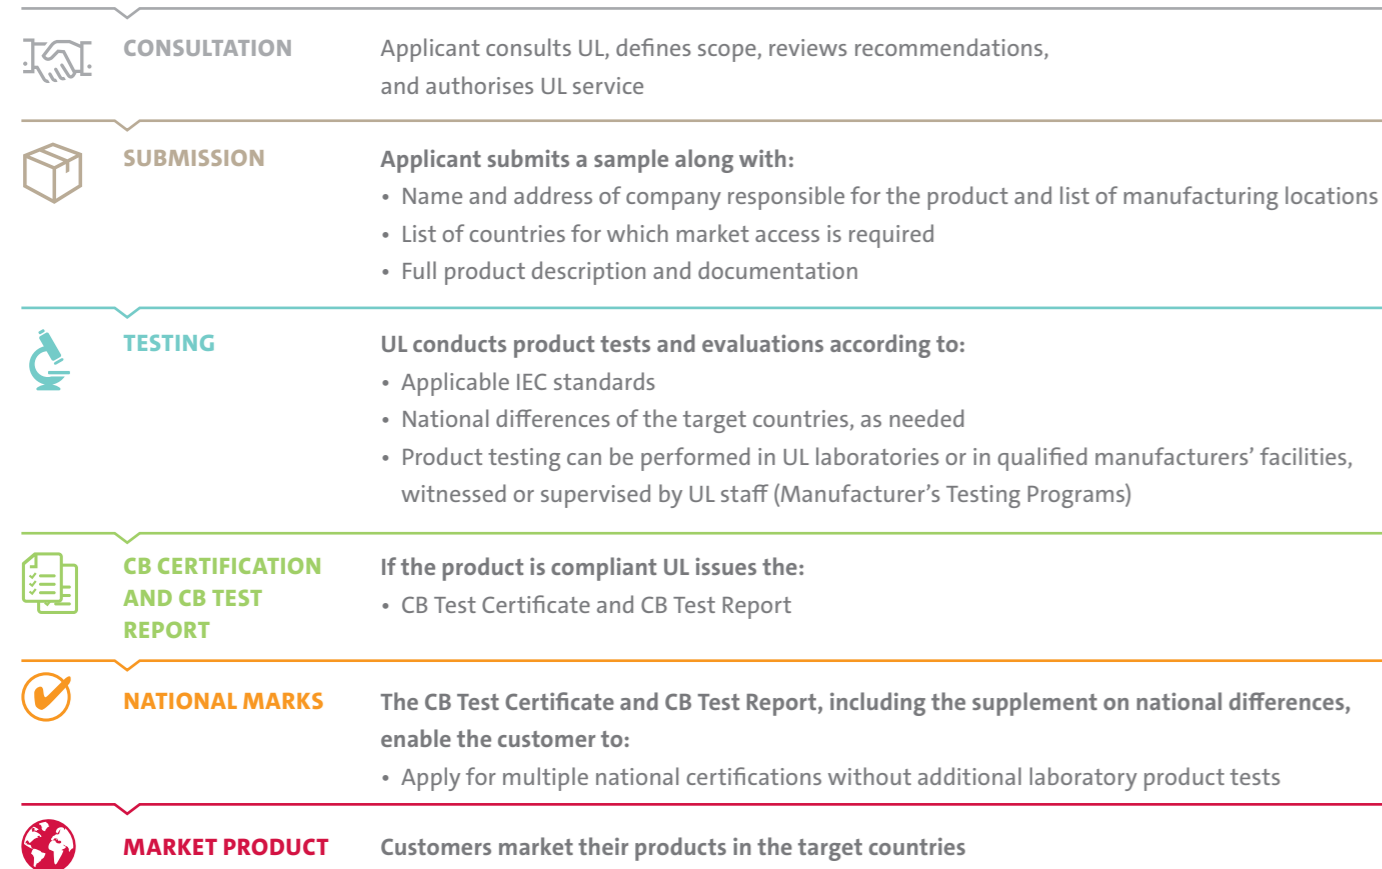 CONSULTATION
Applicant consults UL, defines scope, reviews recommendations,
and authorises UL service
SUBMISSION
Applicant submits a sample along with:
• Name and address of company responsible for the product and list of manufacturing locations
• List of countries for which market access is required
• Full product description and documentation
TESTING
UL conducts product tests and evaluations according to:
• Applicable IEC standards
• National differences of the target countries, as needed
• Product testing can be performed in UL laboratories or in qualified manufacturers’ facilities,
witnessed or supervised by UL staff (Manufacturer’s Testing Programs)
CB CERTIFICATION
AND CB TEST
REPORT
If the product is compliant UL issues the:
• CB Test Certificate and CB Test Report
NATIONAL MARKS
The CB Test Certificate and CB Test Report, including the supplement on national differences,
enable the customer to:
• Apply for multiple national certifications without additional laboratory product tests
MARKET PRODUCT
Customers market their products in the target countries